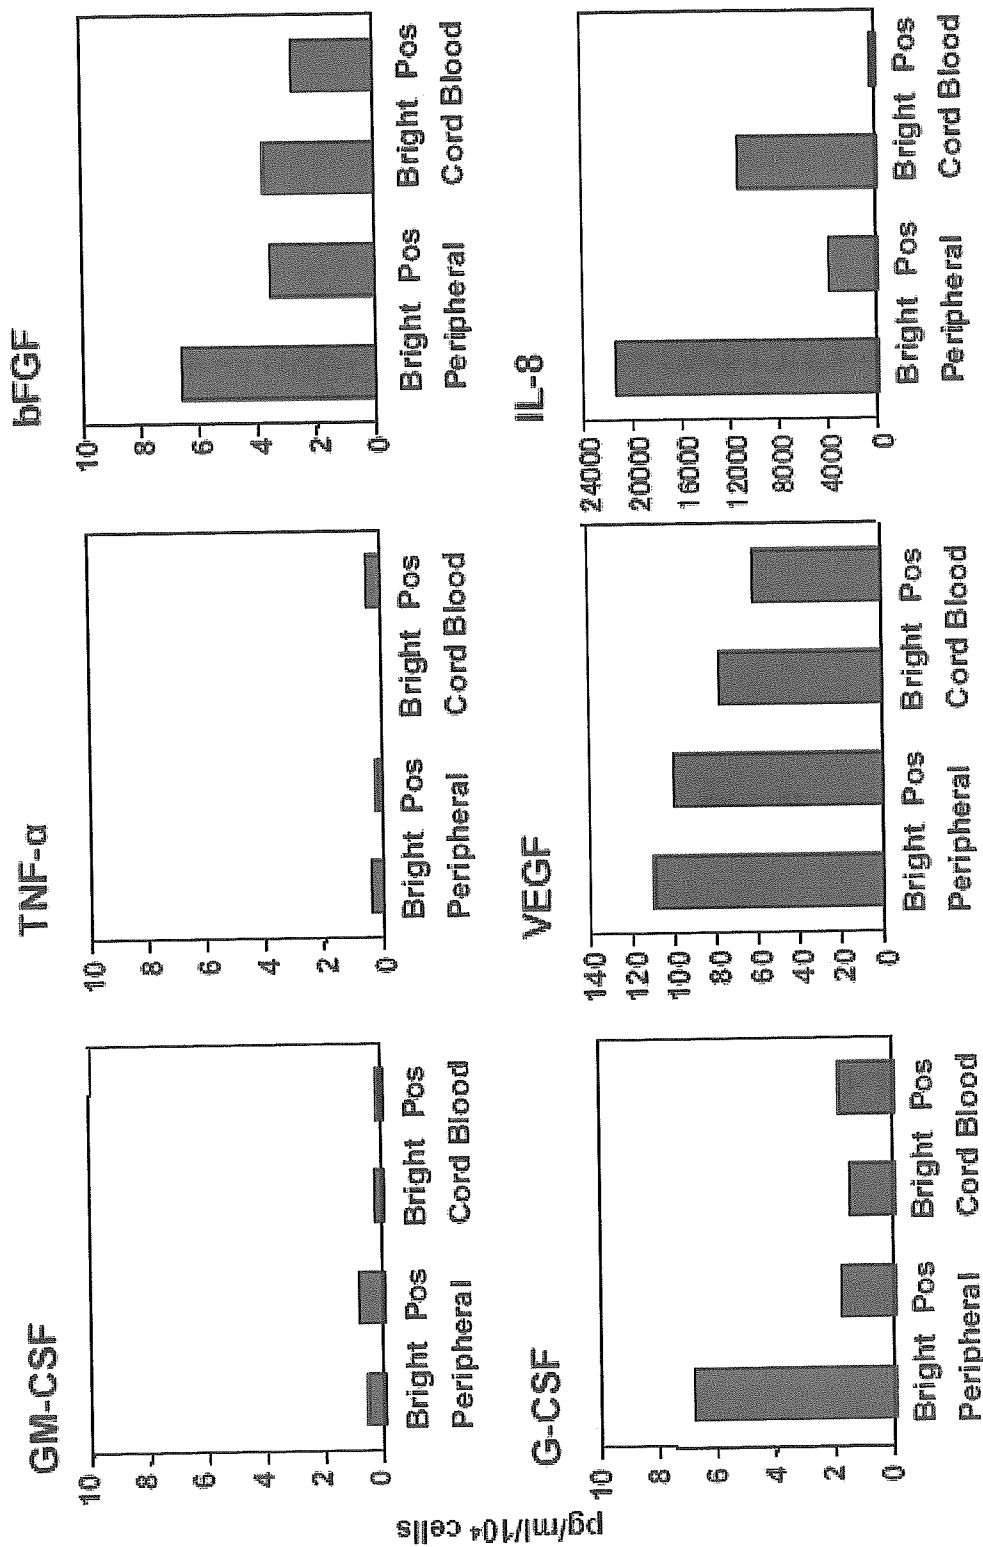 GM-CSF
pg/ml/10⁴ cells
10
8
6
4
2
0
Bright Pos Bright Pos
Peripheral Cord Blood
TNF-α
10
8
6
4
2
0
Bright Pos Bright Pos
Peripheral Cord Blood
bFGF
10
8
6
4
2
0
Bright Pos Bright Pos
Peripheral Cord Blood
G-CSF
10
8
6
4
2
0
Bright Pos Bright Pos
Peripheral Cord Blood
VEGF
140
120
100
80
60
40
20
0
Bright Pos Bright Pos
Peripheral Cord Blood
IL-8
24000
20000
16000
12000
8000
4000
0
Bright Pos Bright Pos
Peripheral Cord Blood